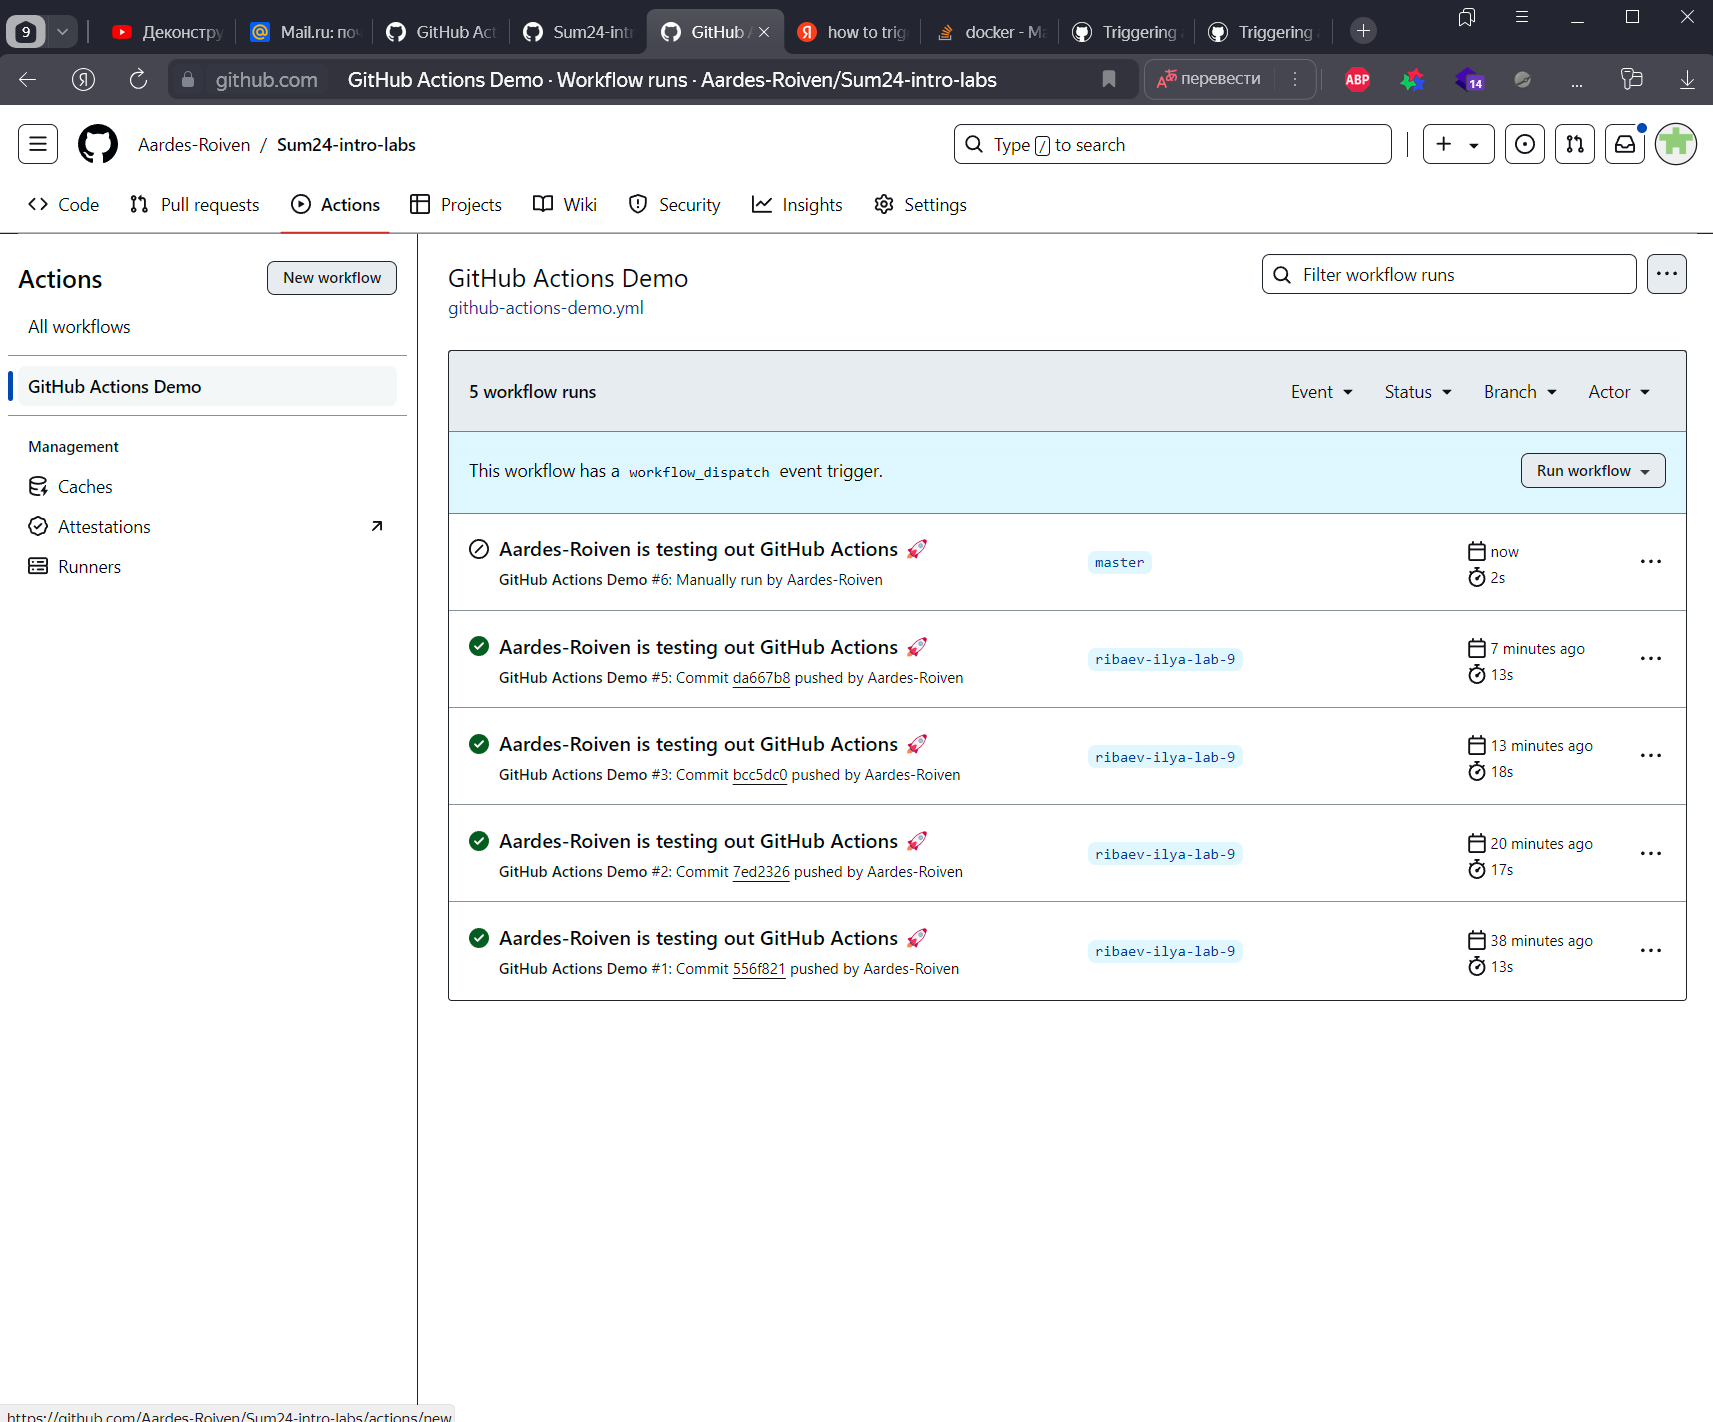 9
Деконстру
Mail.ru: по
GitHub Act
Sum24-intr
GitHub
how to trig
docker - Ma
Triggering
Triggering
github.com GitHub Actions Demo · Workflow runs · Aardes-Roiven/Sum24-intro-labs
перевести
ABP
14
Aardes-Roiven / Sum24-intro-labs
Type / to search
Code
Pull requests
Actions
Projects
Wiki
Security
Insights
Settings
Actions
New workflow
All workflows
GitHub Actions Demo
Management
Caches
Attestations
Runners
GitHub Actions Demo
github-actions-demo.yml
Filter workflow runs
5 workflow runs
Event
Status
Branch
Actor
This workflow has a workflow_dispatch event trigger.
Run workflow
Aardes-Roiven is testing out GitHub Actions 🚀
GitHub Actions Demo #6: Manually run by Aardes-Roiven
master
now
2s
Aardes-Roiven is testing out GitHub Actions 🚀
GitHub Actions Demo #5: Commit da667b8 pushed by Aardes-Roiven
ribaev-ilya-lab-9
7 minutes ago
13s
Aardes-Roiven is testing out GitHub Actions 🚀
GitHub Actions Demo #3: Commit bcc5dc0 pushed by Aardes-Roiven
ribaev-ilya-lab-9
13 minutes ago
18s
Aardes-Roiven is testing out GitHub Actions 🚀
GitHub Actions Demo #2: Commit 7ed2326 pushed by Aardes-Roiven
ribaev-ilya-lab-9
20 minutes ago
17s
Aardes-Roiven is testing out GitHub Actions 🚀
GitHub Actions Demo #1: Commit 556f821 pushed by Aardes-Roiven
ribaev-ilya-lab-9
38 minutes ago
13s
https://github.com/Aardes-Roiven/Sum24-intro-labs/actions/new